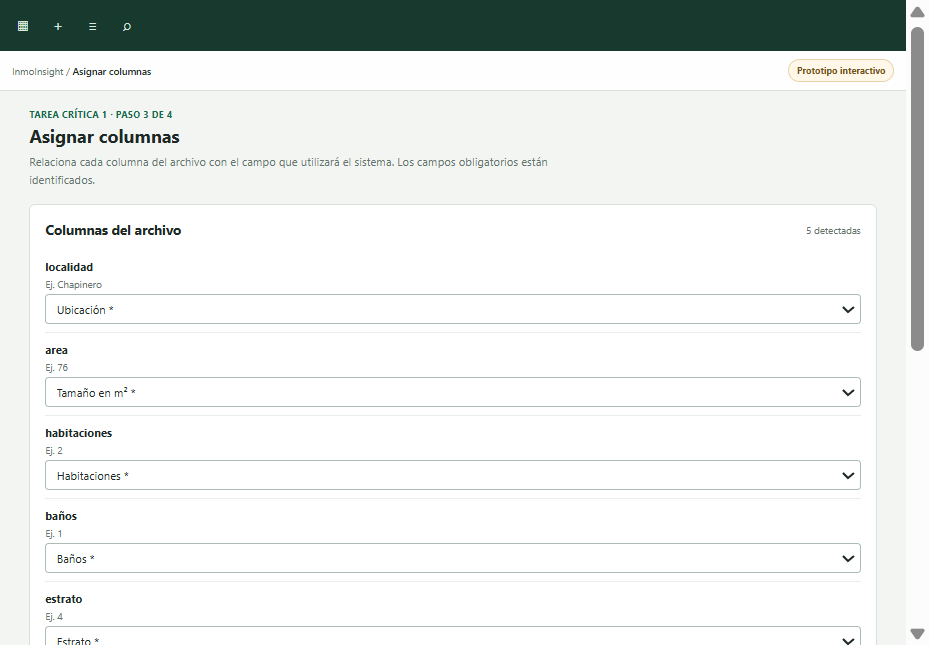 InmoInsight / Asignar columnas
Prototipo interactivo
TAREA CRÍTICA 1 · PASO 3 DE 4
Asignar columnas
Relaciona cada columna del archivo con el campo que utilizará el sistema. Los campos obligatorios están
identificados.
Columnas del archivo
5 detectadas
localidad
Ej. Chapinero
Ubicación *
area
Ej. 76
Tamaño en m² *
habitaciones
Ej. 2
Habitaciones *
baños
Ej. 1
Baños *
estrato
Ej. 4
Estrato *